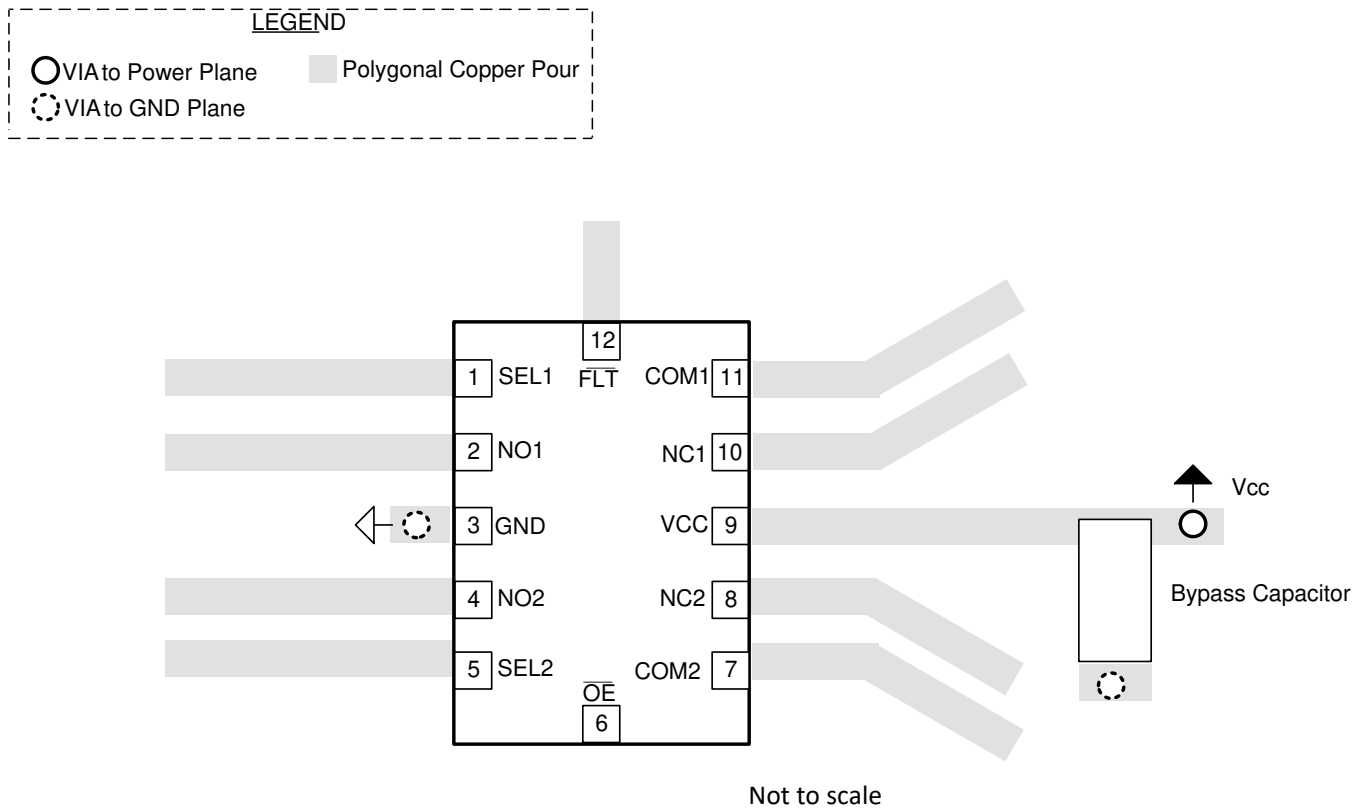 LEGEND
VIA to Power Plane
Polygonal Copper Pour
VIA to GND Plane
12
FLT
1 SEL1
COM1 11
2 NO1
NC1 10
Vcc
3 GND
VCC 9
4 NO2
NC2 8
Bypass Capacitor
5 SEL2
COM2 7
OE
6
Not to scale